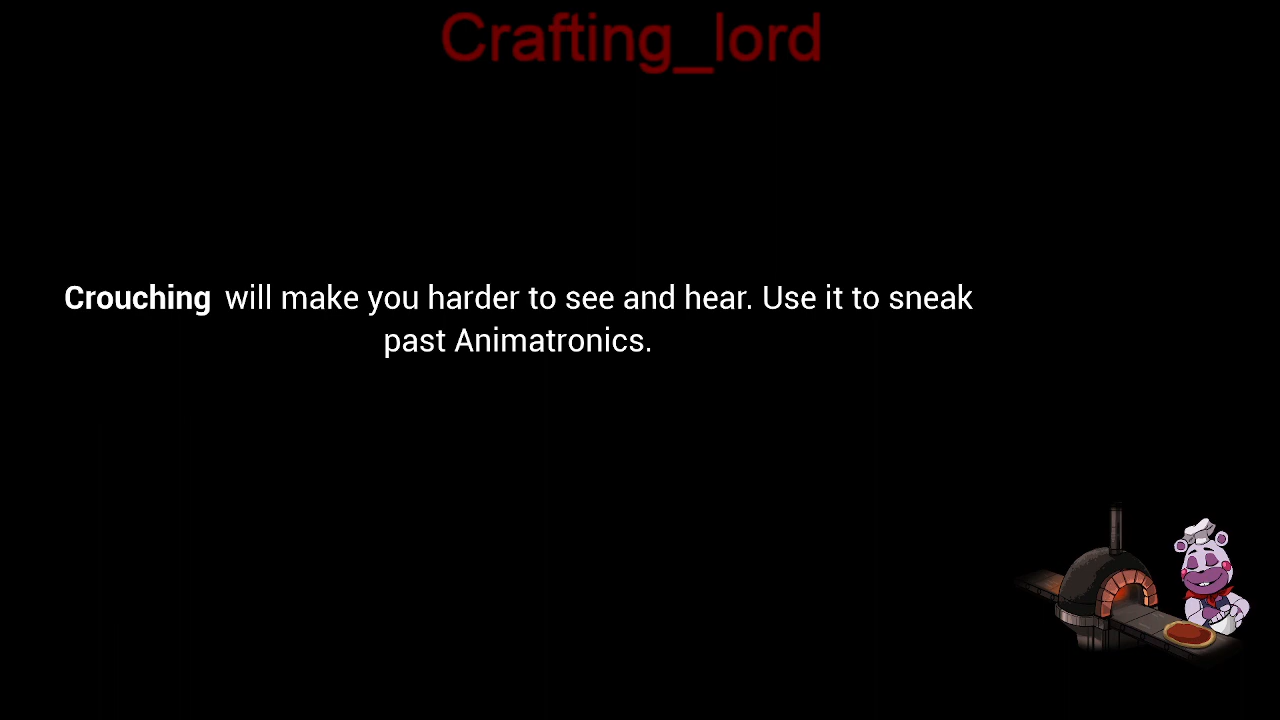 Crafting_lord
Crouching will make you harder to see and hear. Use it to sneak
past Animatronics.